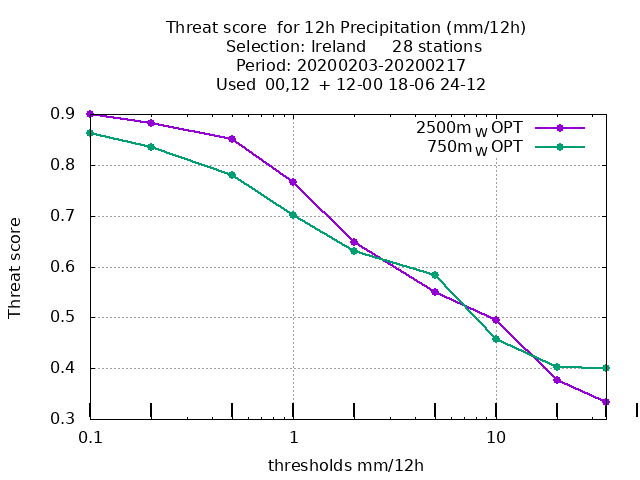 Threat score  for 12h Precipitation (mm/12h)
Selection: Ireland     28 stations
Period: 20200203-20200217
Used  00,12  + 12-00 18-06 24-12
2500m_W OPT
750m_W OPT
0.9
0.8
0.7
0.6
0.5
0.4
0.3
Threat score
0.1 1 10
thresholds mm/12h